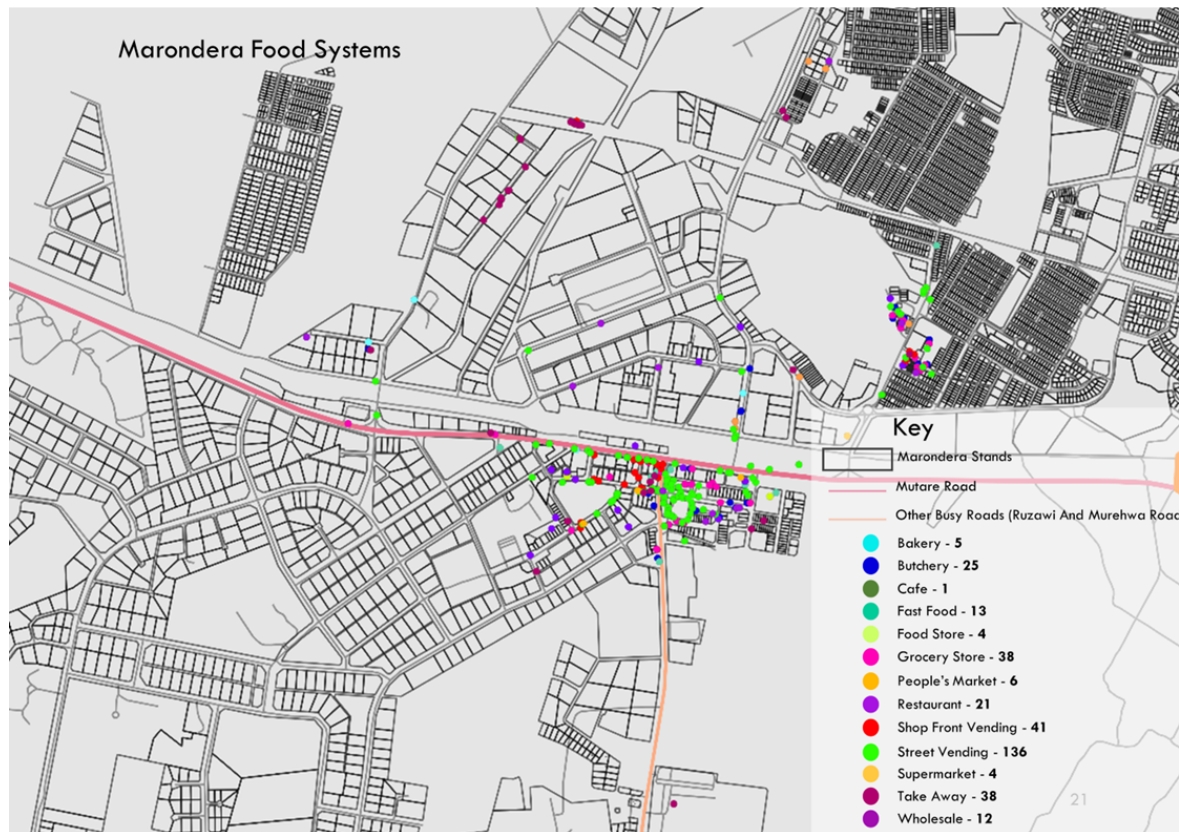 Marondera Food Systems
Key
Marondera Stands
Mutare Road
Other Busy Roads (Ruzawi And Murehwa Road
Bakery - 5
Butchery - 25
Cafe - 1
Fast Food - 13
Food Store - 4
Grocery Store - 38
People's Market - 6
Restaurant - 21
Shop Front Vending - 41
Street Vending - 136
Supermarket - 4
Take Away - 38
Wholesale - 12
21